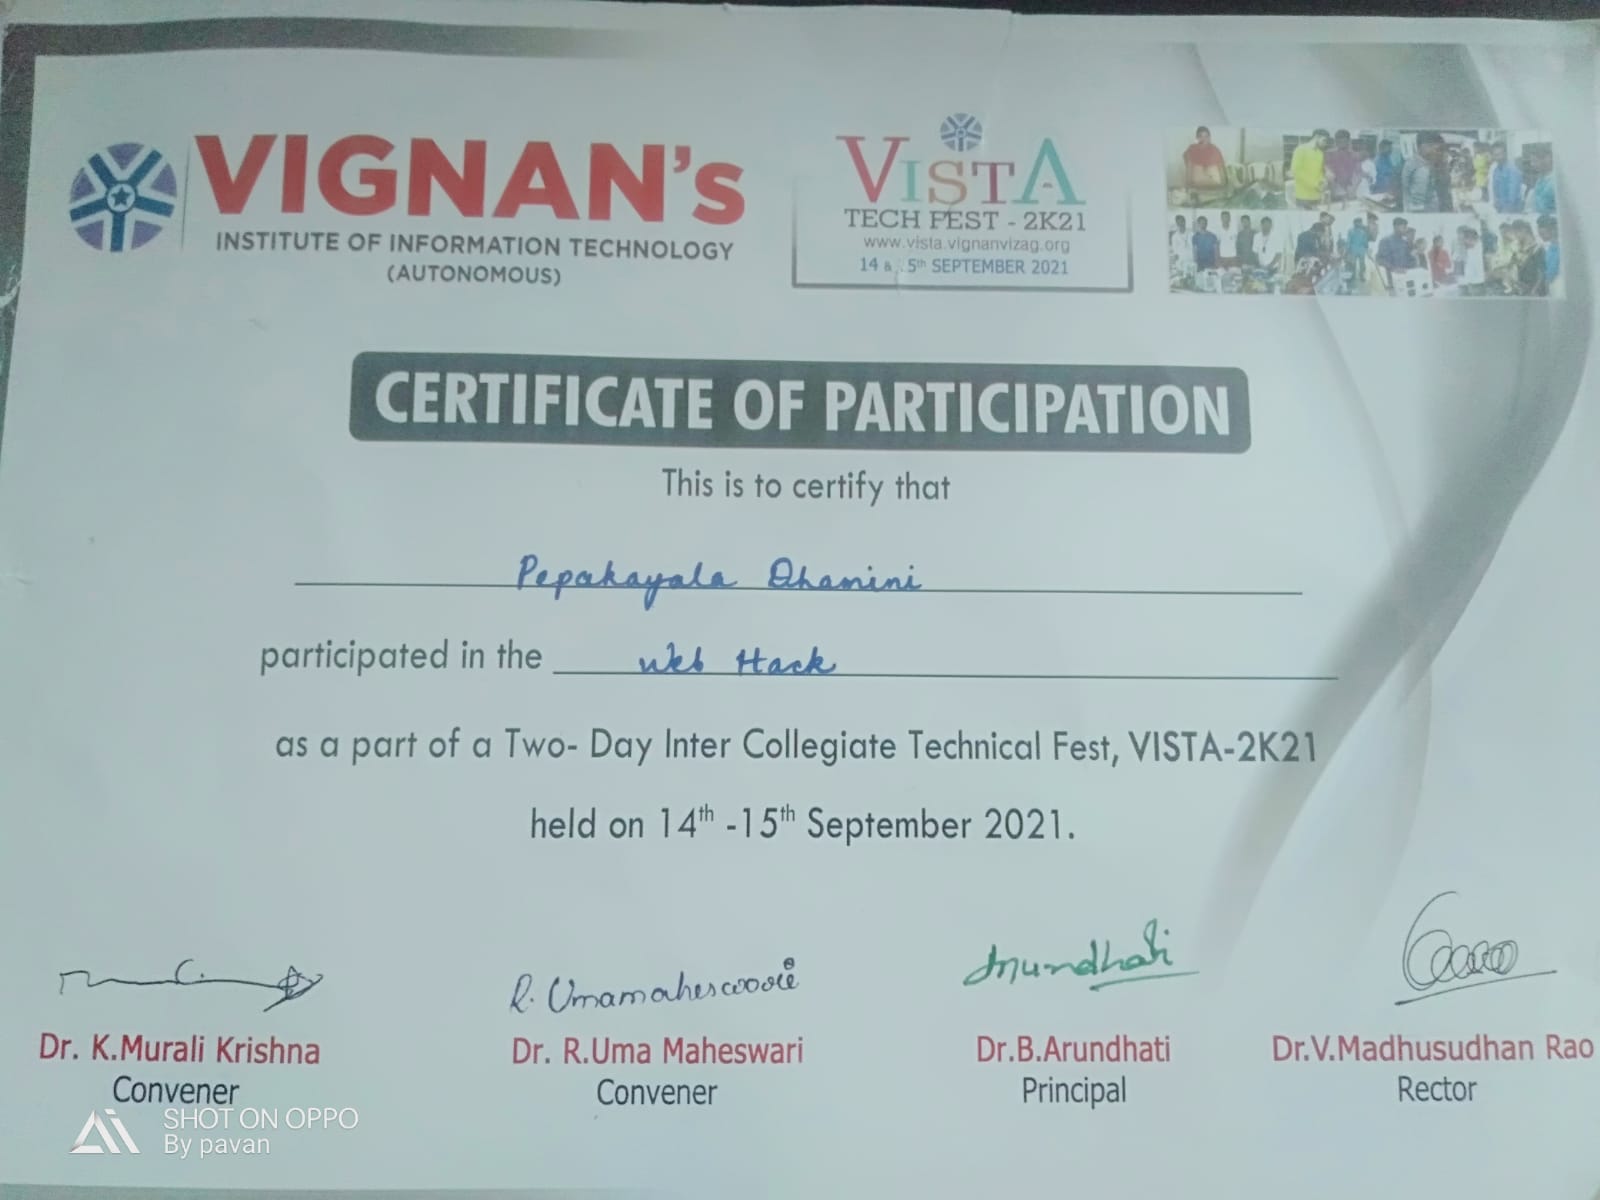 VIGNAN's
INSTITUTE OF INFORMATION TECHNOLOGY
(AUTONOMOUS)
VISTA
TECH FEST - 2K21
www.vista.vignanvizag.org
14 & 15th SEPTEMBER 2021
CERTIFICATE OF PARTICIPATION
This is to certify that
Pepakayala Dhamini
participated in the Web Hack
as a part of a Two- Day Inter Collegiate Technical Fest, VISTA-2K21
held on 14th -15th September 2021.
R. Umamaheswari Arundhati
Dr. K.Murali Krishna Dr. R.Uma Maheswari Dr.B.Arundhati Dr.V.Madhusudhan Rao
Convener Convener Principal Rector
SHOT ON OPPO
By pavan